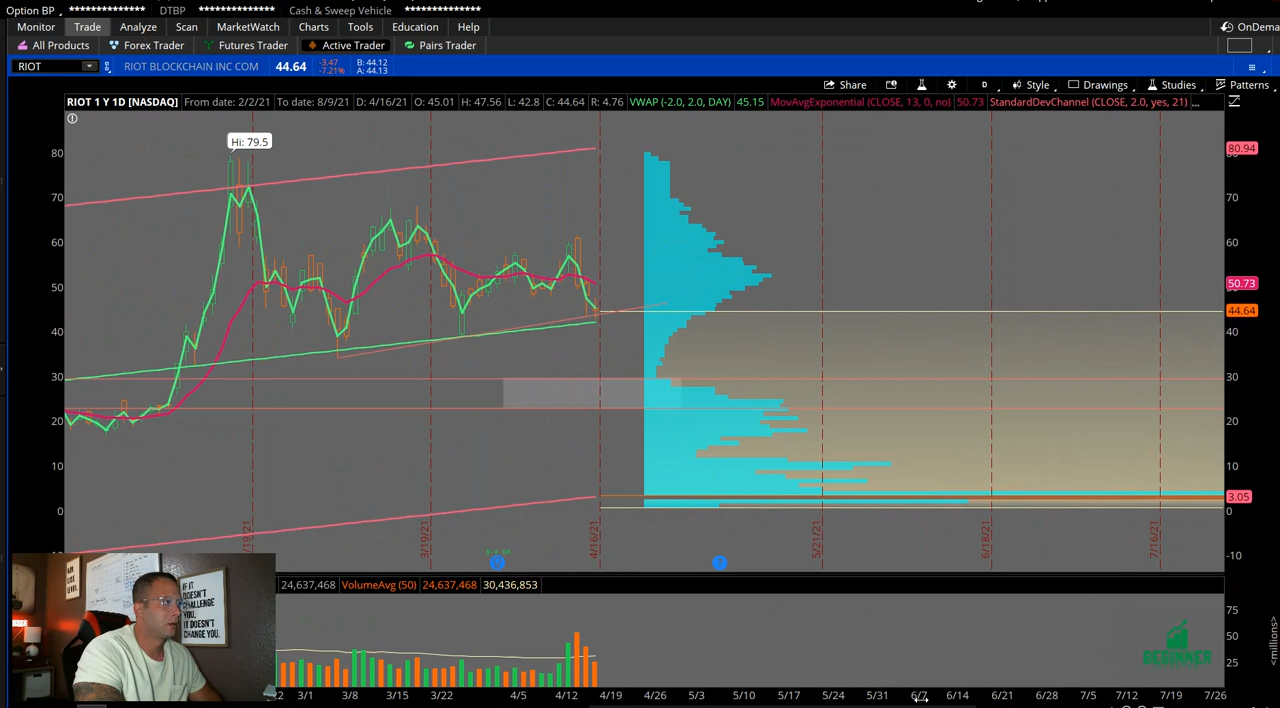 Option BP ************** DTBP ************** Cash & Sweep Vehicle **************
Monitor Trade Analyze Scan MarketWatch Charts Tools Education Help OnDema
All Products Forex Trader Futures Trader Active Trader Pairs Trader
RIOT RIOT BLOCKCHAIN INC COM 44.64 -3.47 -7.21% B: 44.12 A: 44.13
Share D Style Drawings Studies Patterns
RIOT 1 Y 1D [NASDAQ] From date: 2/2/21 To date: 8/9/21 D: 4/16/21 O: 45.01 H: 47.56 L: 42.8 C: 44.64 R: 4.76 VWAP (-2.0, 2.0, DAY) 45.15 MovAvgExponential (CLOSE, 13, 0, no) 50.73 StandardDevChannel (CLOSE, 2.0, yes, 21) ...
Hi: 79.5
80 80.94
70 70
60 60
50 50.73
44.64
40 40
30 30
20 20
10 10
3.05
0 0
-10
/19/21 3/19/21 4/16/21 5/21/21 6/18/21 7/16/21
24,637,468 VolumeAvg (50) 24,637,468 30,436,853
75
50
25
<millions>
IF IT
DOESN'T
CHALLENGE
YOU,
IT DOESN'T
CHANGE YOU.
BEGINNER
3/1 3/8 3/15 3/22 4/5 4/12 4/19 4/26 5/3 5/10 5/17 5/24 5/31 6/7 6/14 6/21 6/28 7/5 7/12 7/19 7/26